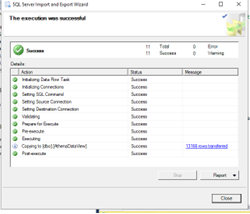 SQL Server Import and Export Wizard
The execution was successful
Success
11 Total 0 Error
11 Success 0 Warning
Details:
Action Status Message
Initializing Data Flow Task Success
Initializing Connections Success
Setting SQL Command Success
Setting Source Connection Success
Setting Destination Connection Success
Validating Success
Prepare for Execute Success
Pre-execute Success
Executing Success
Copying to [dbo].[AthenaDataView] Success 13166 rows transferred
Post-execute Success
Stop Report
Close